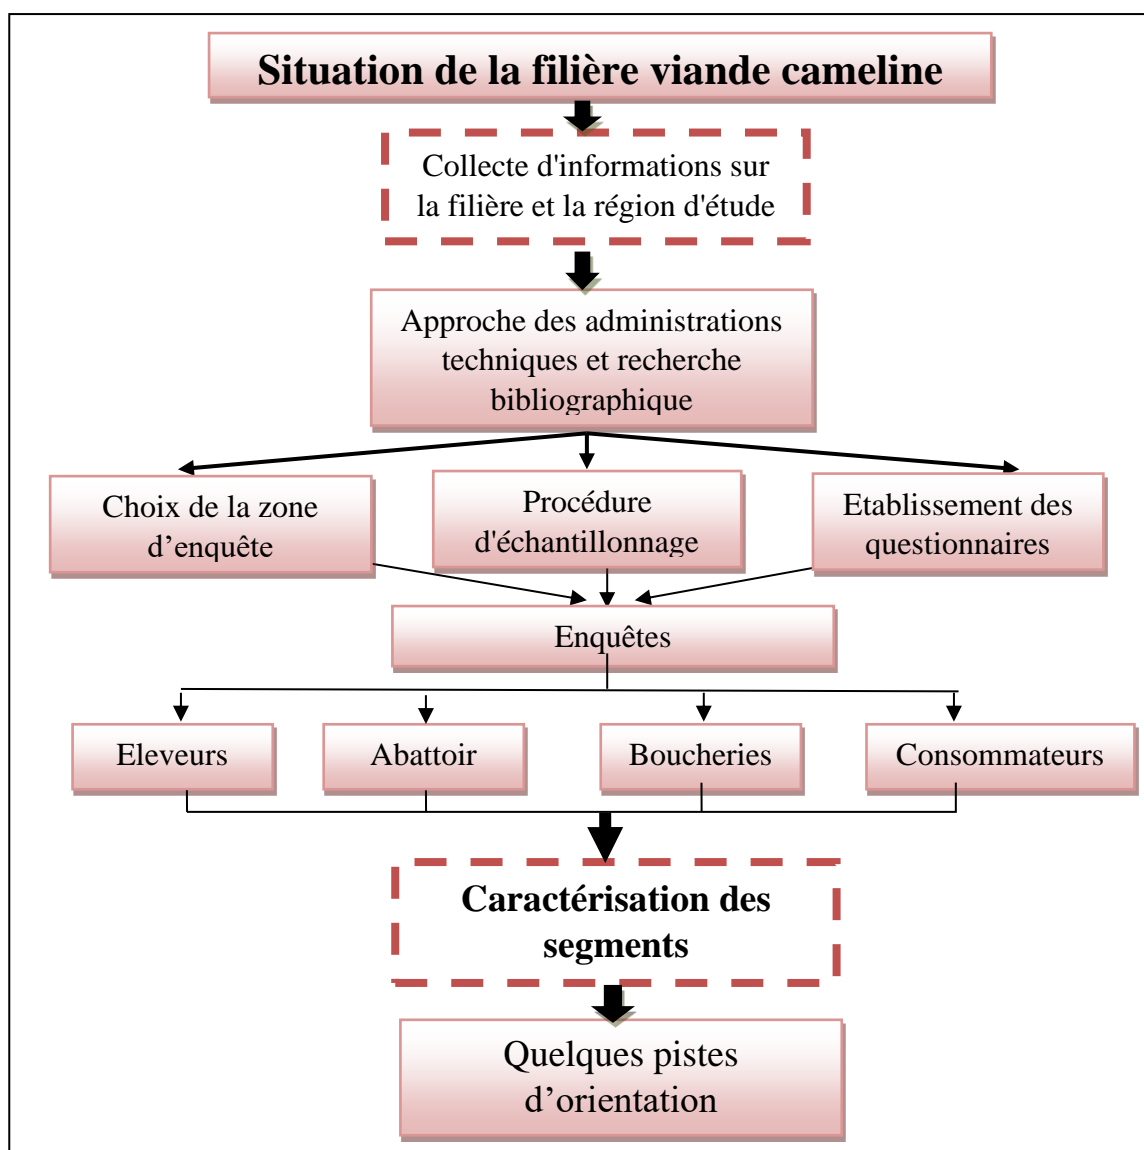 Situation de la filière viande cameline
Collecte d'informations sur
la filière et la région d'étude
Approche des administrations
techniques et recherche
bibliographique
Choix de la zone
d’enquête
Procédure
d'échantillonnage
Etablissement des
questionnaires
Enquêtes
Eleveurs
Abattoir
Boucheries
Consommateurs
Caractérisation des
segments
Quelques pistes
d’orientation